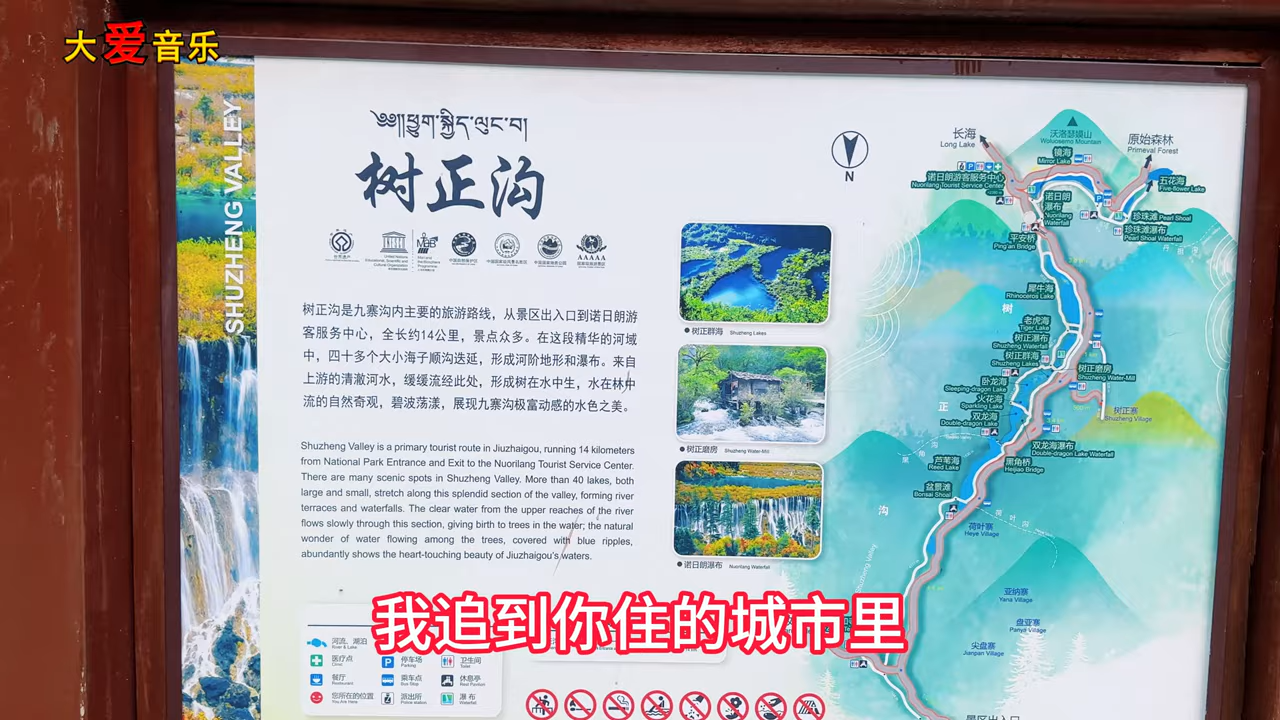 大爱音乐
SHUZHENG VALLEY
树正沟
树正沟是九寨沟内主要的旅游路线，从景区出入口到诺日朗游
客服务中心，全长约14公里，景点众多。在这段精华的河域
中，四十多个大小海子顺沟迭延，形成河阶地形和瀑布。来自
上游的清澈河水，缓缓流经此处，形成树在水中生，水在林中
流的自然奇观，碧波荡漾，展现九寨沟极富动感的水色之美。
Shuzheng Valley is a primary tourist route in Jiuzhaigou, running 14 kilometers
from National Park Entrance and Exit to the Nuorilang Tourist Service Center.
There are many scenic spots in Shuzheng Valley. More than 40 lakes, both
large and small, stretch along this splendid section of the valley, forming river
terraces and waterfalls. The clear water from the upper reaches of the river
flows slowly through this section, giving birth to trees in the water; the natural
wonder of water flowing among the trees, covered with blue ripples,
abundantly shows the heart-touching beauty of Jiuzhaigou's waters.
树正群海 Shuzheng Lakes
树正磨房 Shuzheng Water-Mill
诺日朗瀑布 Nuorilang Waterfall
N
长海
Long Lake
沃洛瑟嫫山
Woluosemo Mountain
原始森林
Primeval Forest
镜海
Mirror Lake
诺日朗游客服务中心
Nuorilang Tourist Service Center
五花海
Five-flower Lake
诺日朗
瀑布
Nuorilang
Waterfall
珍珠滩 Pearl Shoal
珍珠滩瀑布
Pearl Shoal Waterfall
平安桥
Ping'an Bridge
犀牛海
Rhinoceros Lake
树
老虎海
Tiger Lake
树正瀑布
Shuzheng Waterfall
树正群海
Shuzheng Lakes
树正磨房
Shuzheng Water-Mill
卧龙海
Sleeping-dragon Lake
火花海
Sparkling Lake
正
树正寨
Shuzheng Village
双龙海
Double-dragon Lake
双龙海瀑布
Double-dragon Lake Waterfall
芦苇海
Reed Lake
黑角桥
Heijiao Bridge
盆景滩
Bonsai Shoal
沟
荷叶寨
Heye Village
Shuzheng Valley
亚纳寨
Yana Village
盘亚寨
Panya Village
尖盘寨
Jianpan Village
我追到你住的城市里
河流、湖泊
River & Lake
医疗点
Clinic
停车场
Parking
卫生间
Toilet
餐厅
Restaurant
乘车点
Bus Stop
休息亭
Rest Pavilion
您所在的位置
You Are Here
派出所
Police station
瀑布
Waterfall
景区出入口